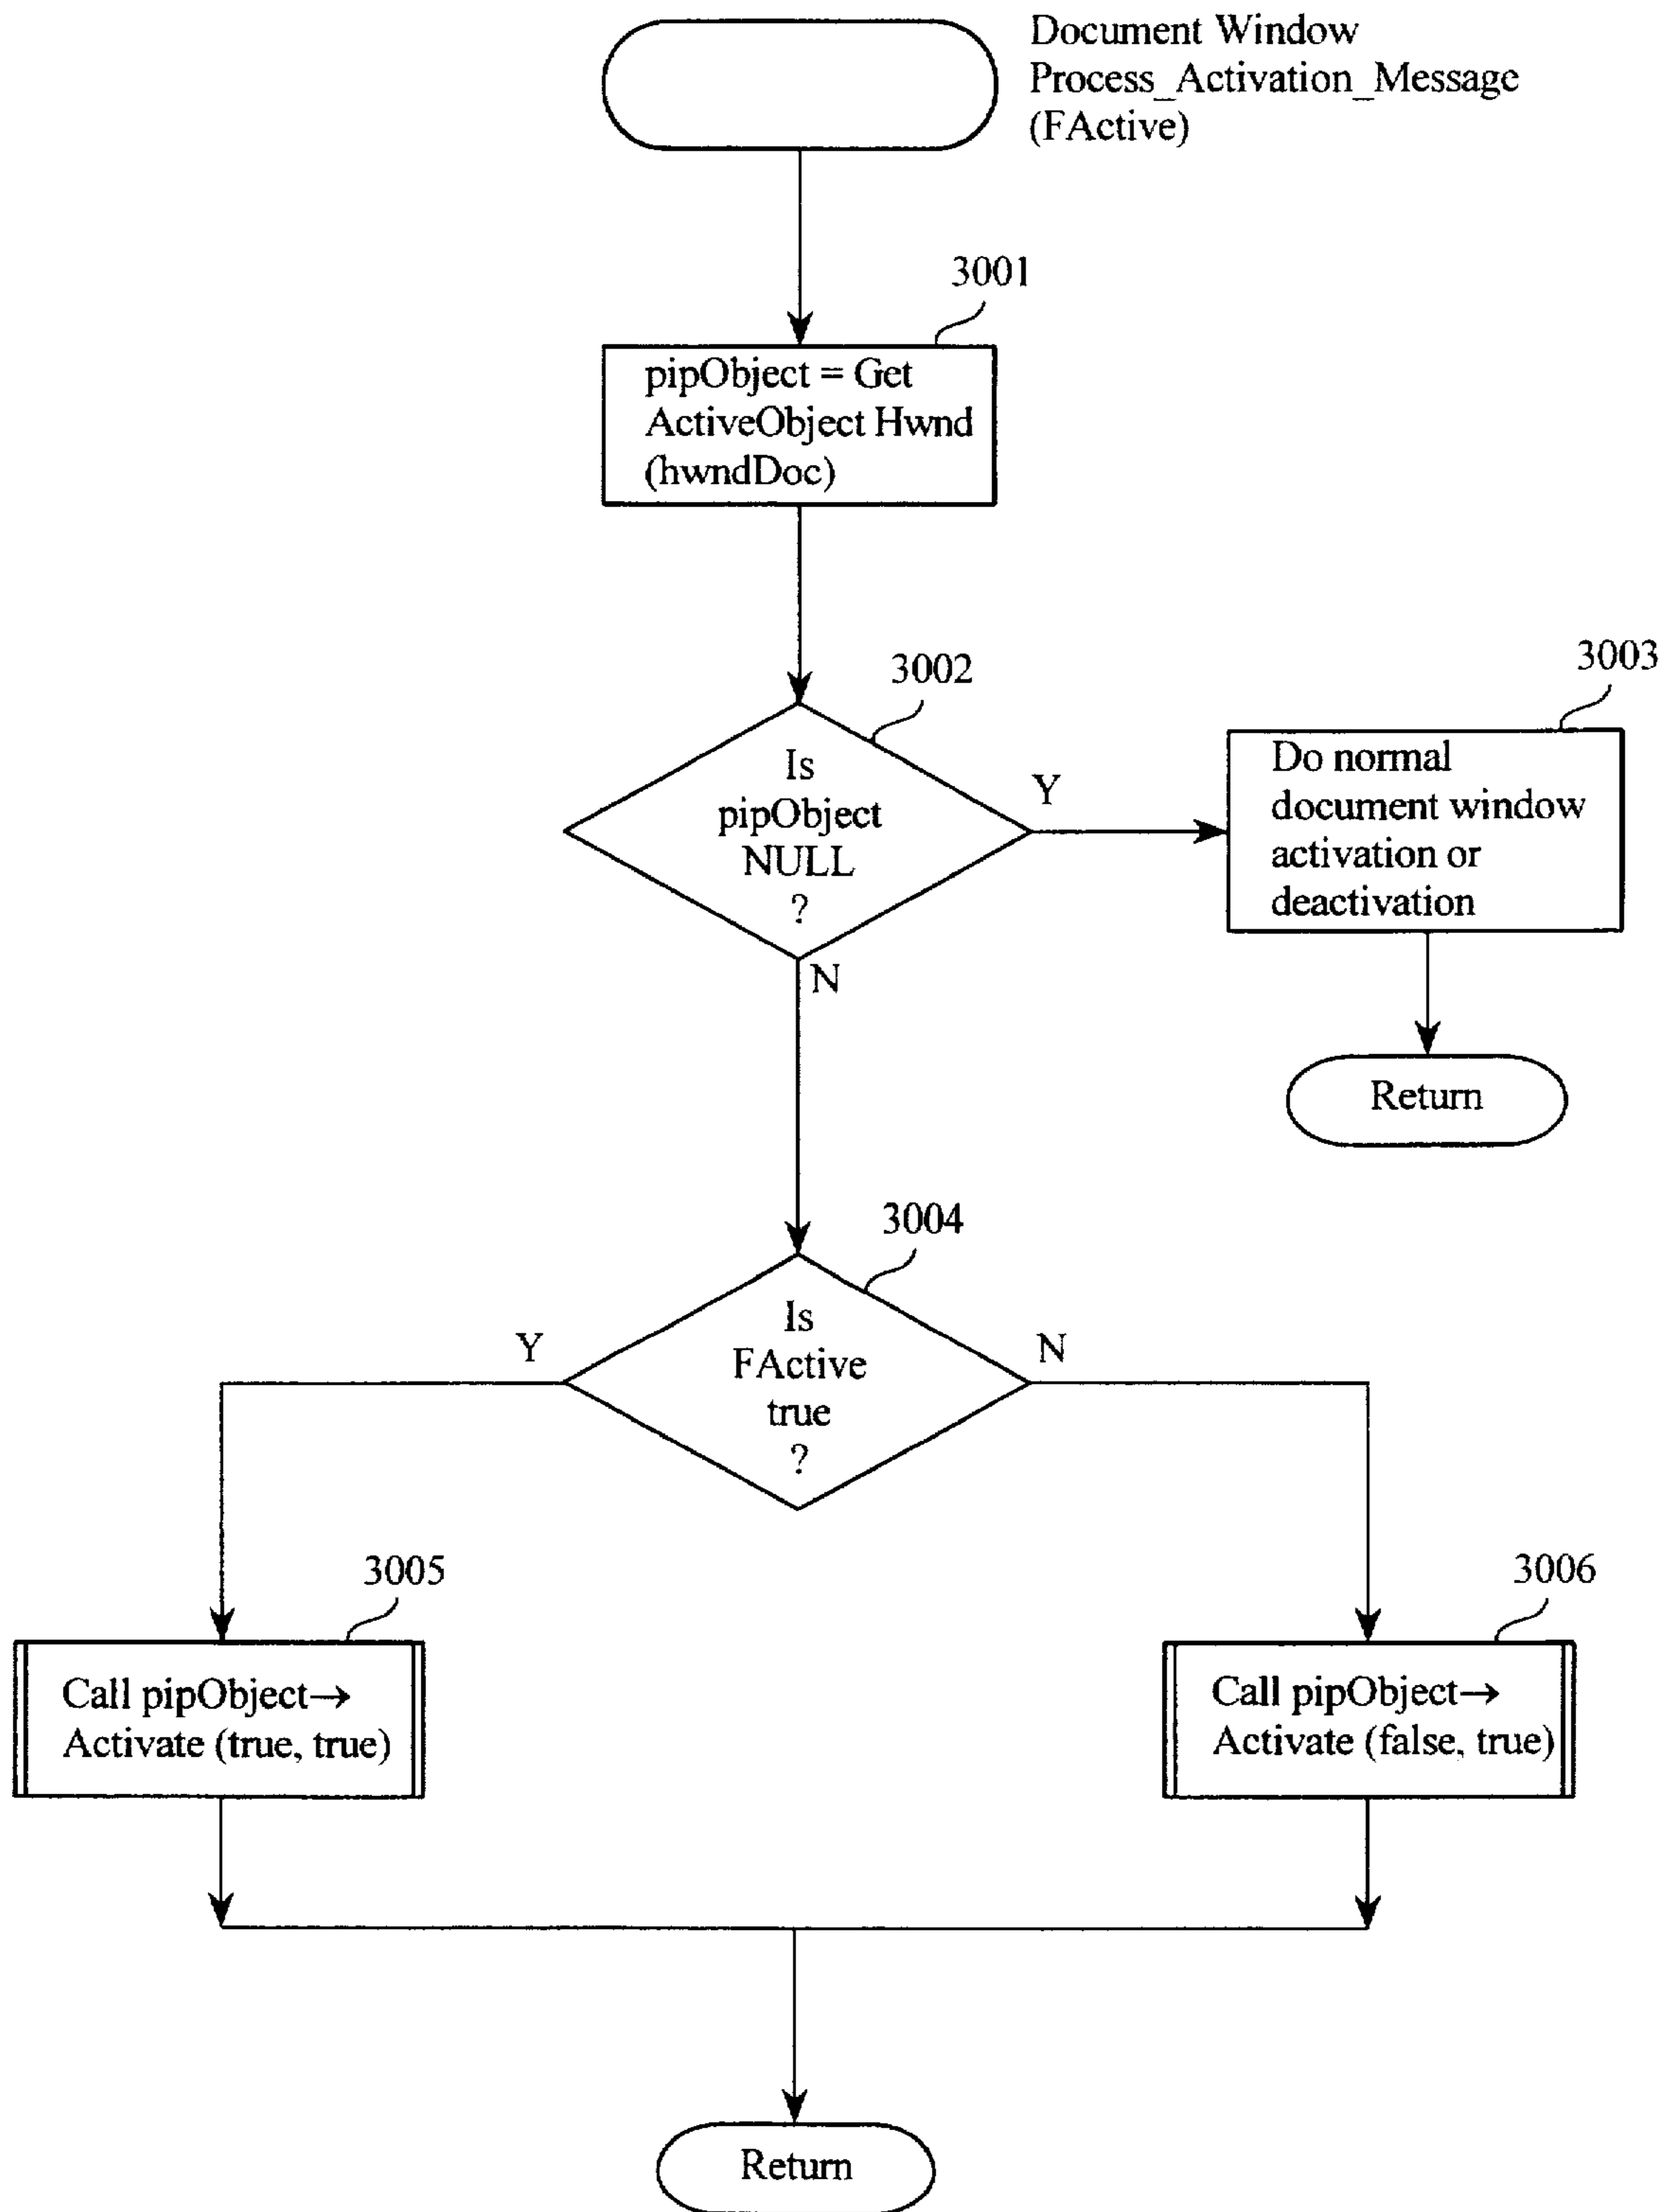 Document Window
Process_Activation_Message
(FActive)
3001
pipObject = Get
ActiveObject Hwnd
(hwndDoc)
3002
Is
pipObject
NULL
?
Y
N
3003
Do normal
document window
activation or
deactivation
Return
3004
Is
FActive
true
?
Y
N
3005
Call pipObject→
Activate (true, true)
3006
Call pipObject→
Activate (false, true)
Return